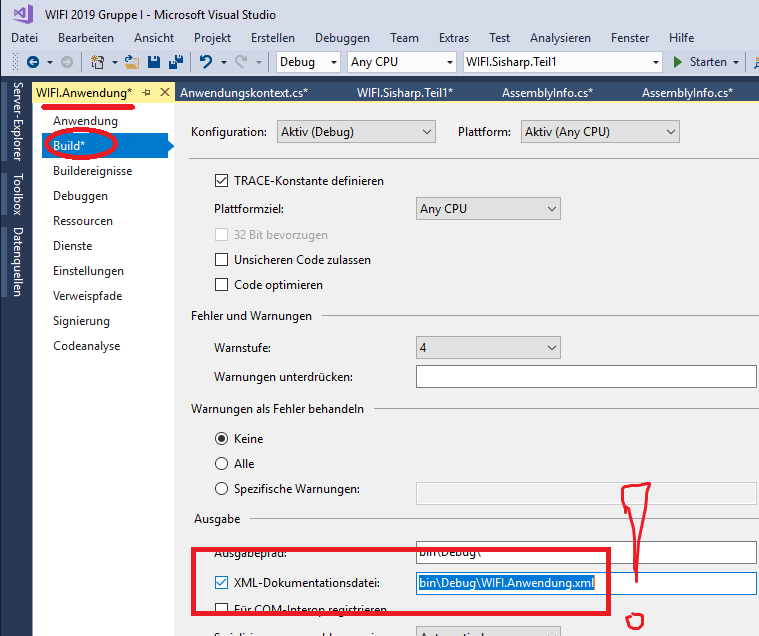 WIFI 2019 Gruppe I - Microsoft Visual Studio
Datei Bearbeiten Ansicht Projekt Erstellen Debuggen Team Extras Test Analysieren Fenster Hilfe
Debug Any CPU WIFI.Sisharp.Teil1 Starten
Server-Explorer
Toolbox
Datenquellen
WIFI.Anwendung* Anwendungskontext.cs* WIFI.Sisharp.Teil1* AssemblyInfo.cs* AssemblyInfo.cs*
Anwendung
Build*
Buildereignisse
Debuggen
Ressourcen
Dienste
Einstellungen
Verweispfade
Signierung
Codeanalyse
Konfiguration: Aktiv (Debug) Plattform: Aktiv (Any CPU)
TRACE-Konstante definieren
Plattformziel: Any CPU
32 Bit bevorzugen
Unsicheren Code zulassen
Code optimieren
Fehler und Warnungen
Warnstufe: 4
Warnungen unterdrücken:
Warnungen als Fehler behandeln
Keine
Alle
Spezifische Warnungen:
Ausgabe
Ausgabepfad: bin\Debug\
XML-Dokumentationsdatei: bin\Debug\WIFI.Anwendung.xml
Für COM-Interop registrieren